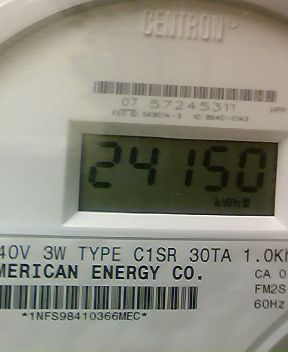 CENTRON
07 57245311
24150
kWh
40V 3W TYPE C1SR 30TA 1.0Kh
MERICAN ENERGY CO.
CA 0
FM2S
60Hz
*1NFS98410366MEC*